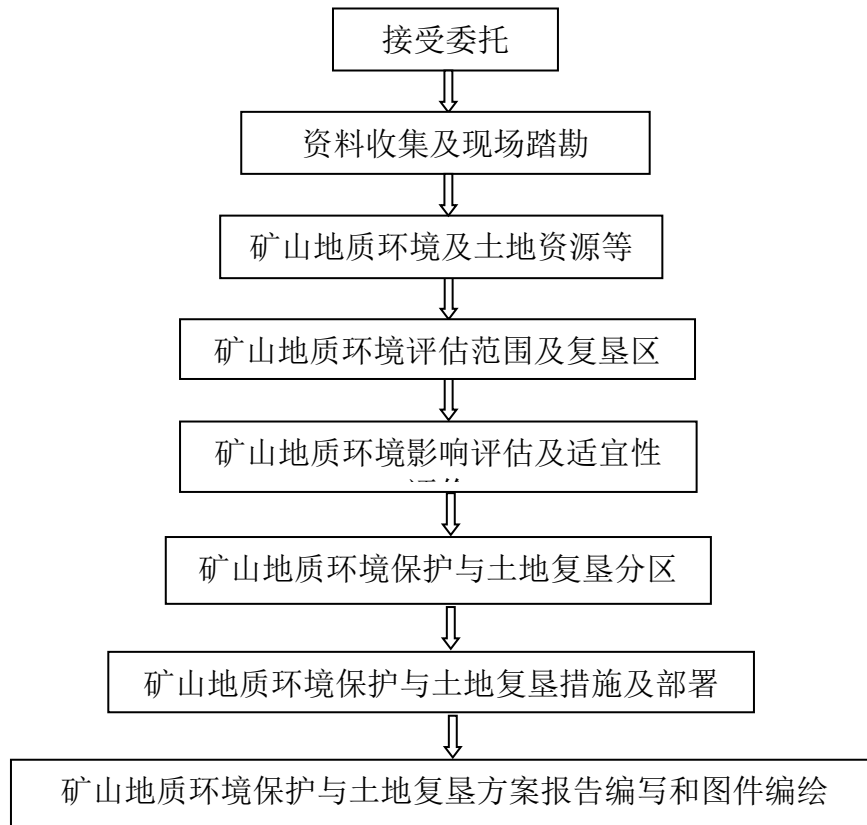 接受委托
资料收集及现场踏勘
矿山地质环境及土地资源等
矿山地质环境评估范围及复垦区
矿山地质环境影响评估及适宜性
矿山地质环境保护与土地复垦分区
矿山地质环境保护与土地复垦措施及部署
矿山地质环境保护与土地复垦方案报告编写和图件编绘